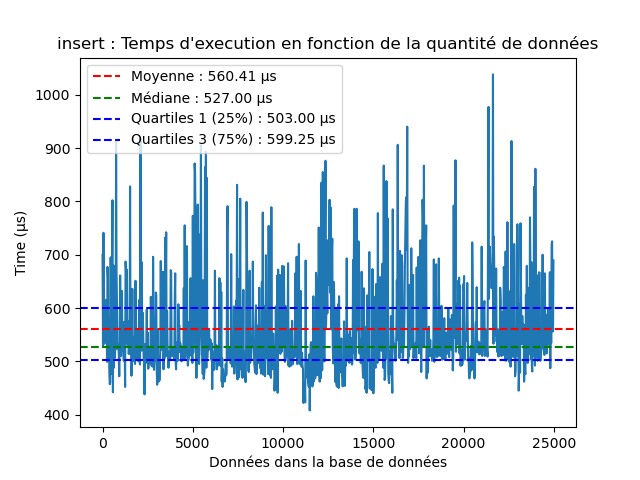 insert : Temps d'execution en fonction de la quantité de données
Moyenne : 560.41 µs
Médiane : 527.00 µs
Quartiles 1 (25%) : 503.00 µs
Quartiles 3 (75%) : 599.25 µs
Time (µs)
1000
900
800
700
600
500
400
0 5000 10000 15000 20000 25000
Données dans la base de données